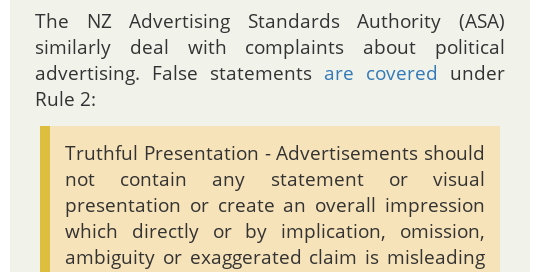 The NZ Advertising Standards Authority (ASA)
similarly deal with complaints about political
advertising. False statements are covered under
Rule 2:
Truthful Presentation - Advertisements should
not contain any statement or visual
presentation or create an overall impression
which directly or by implication, omission,
ambiguity or exaggerated claim is misleading